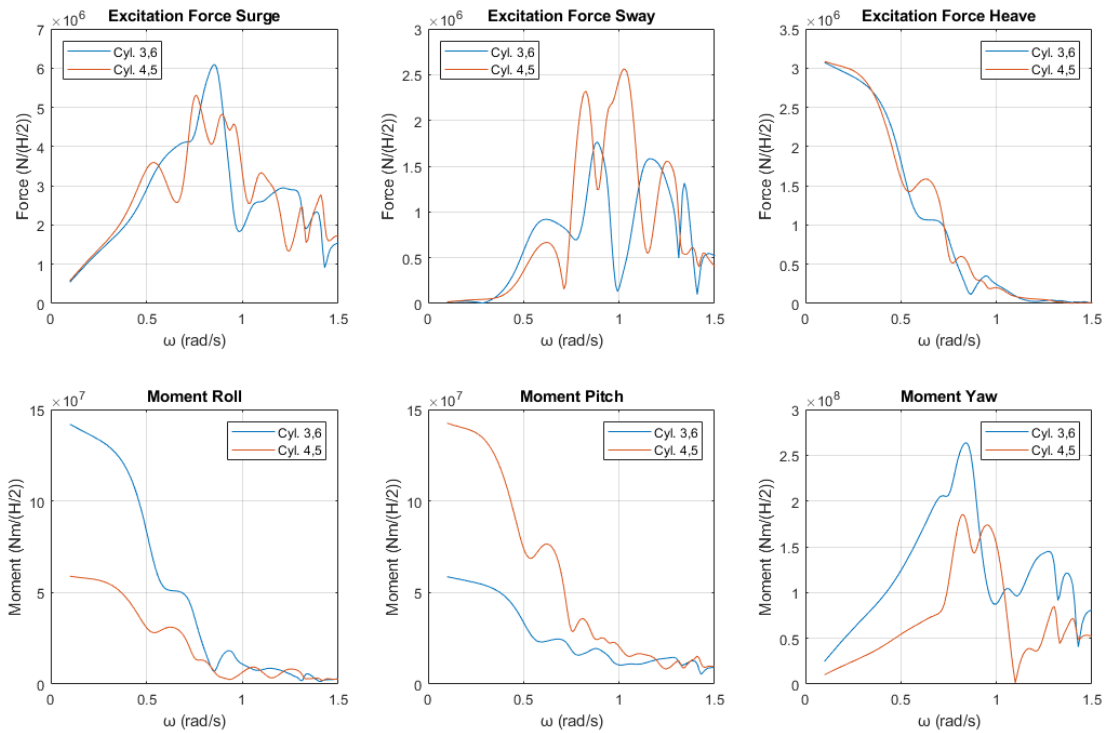 Excitation Force Surge
×10^6
Force (N/(H/2))
7
6
5
4
3
2
1
0
Cyl. 3,6
Cyl. 4,5
0 0.5 1 1.5
ω (rad/s)
Excitation Force Sway
×10^6
Force (N/(H/2))
3
2.5
2
1.5
1
0.5
0
Cyl. 3,6
Cyl. 4,5
0 0.5 1 1.5
ω (rad/s)
Excitation Force Heave
×10^6
Force (N/(H/2))
3.5
3
2.5
2
1.5
1
0.5
0
Cyl. 3,6
Cyl. 4,5
0 0.5 1 1.5
ω (rad/s)
Moment Roll
×10^7
Moment (Nm/(H/2))
15
10
5
0
Cyl. 3,6
Cyl. 4,5
0 0.5 1 1.5
ω (rad/s)
Moment Pitch
×10^7
Moment (Nm/(H/2))
15
10
5
0
Cyl. 3,6
Cyl. 4,5
0 0.5 1 1.5
ω (rad/s)
Moment Yaw
×10^8
Moment (Nm/(H/2))
3
2.5
2
1.5
1
0.5
0
Cyl. 3,6
Cyl. 4,5
0 0.5 1 1.5
ω (rad/s)